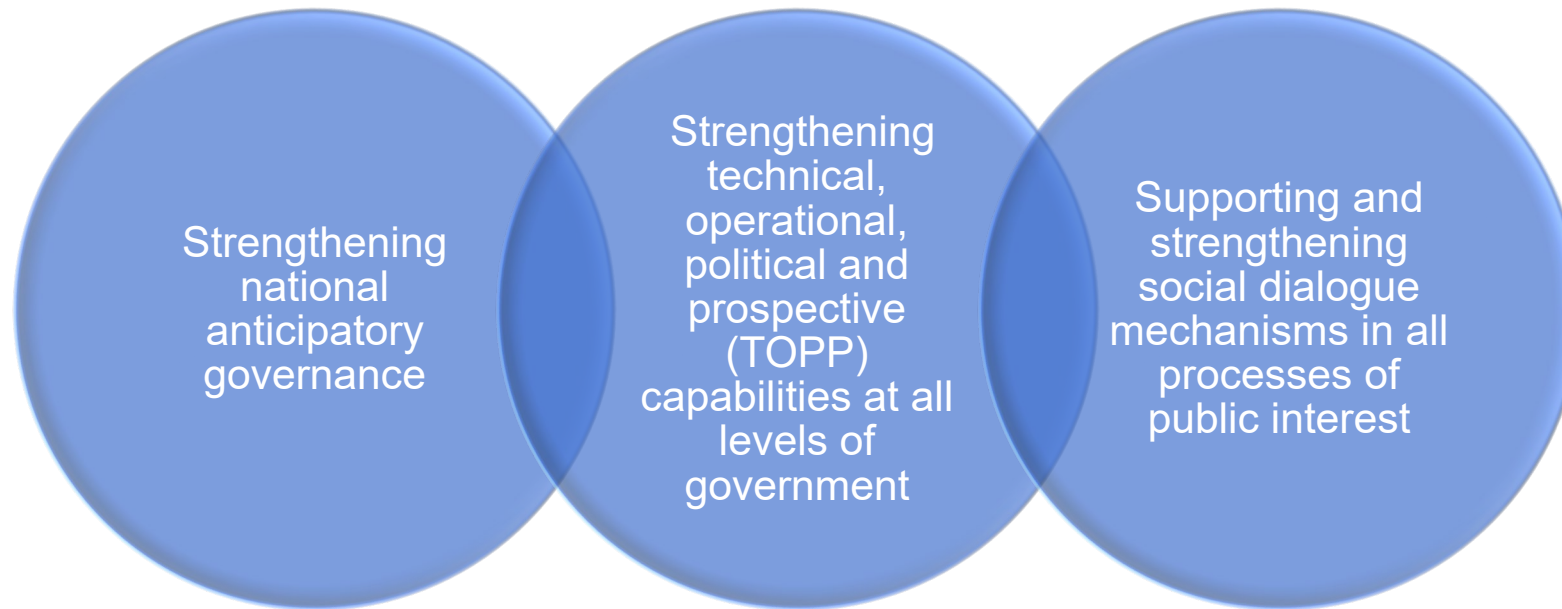 Strengthening
national
anticipatory
governance
Strengthening
technical,
operational,
political and
prospective
(TOPP)
capabilities at all
levels of
government
Supporting and
strengthening
social dialogue
mechanisms in all
processes of
public interest